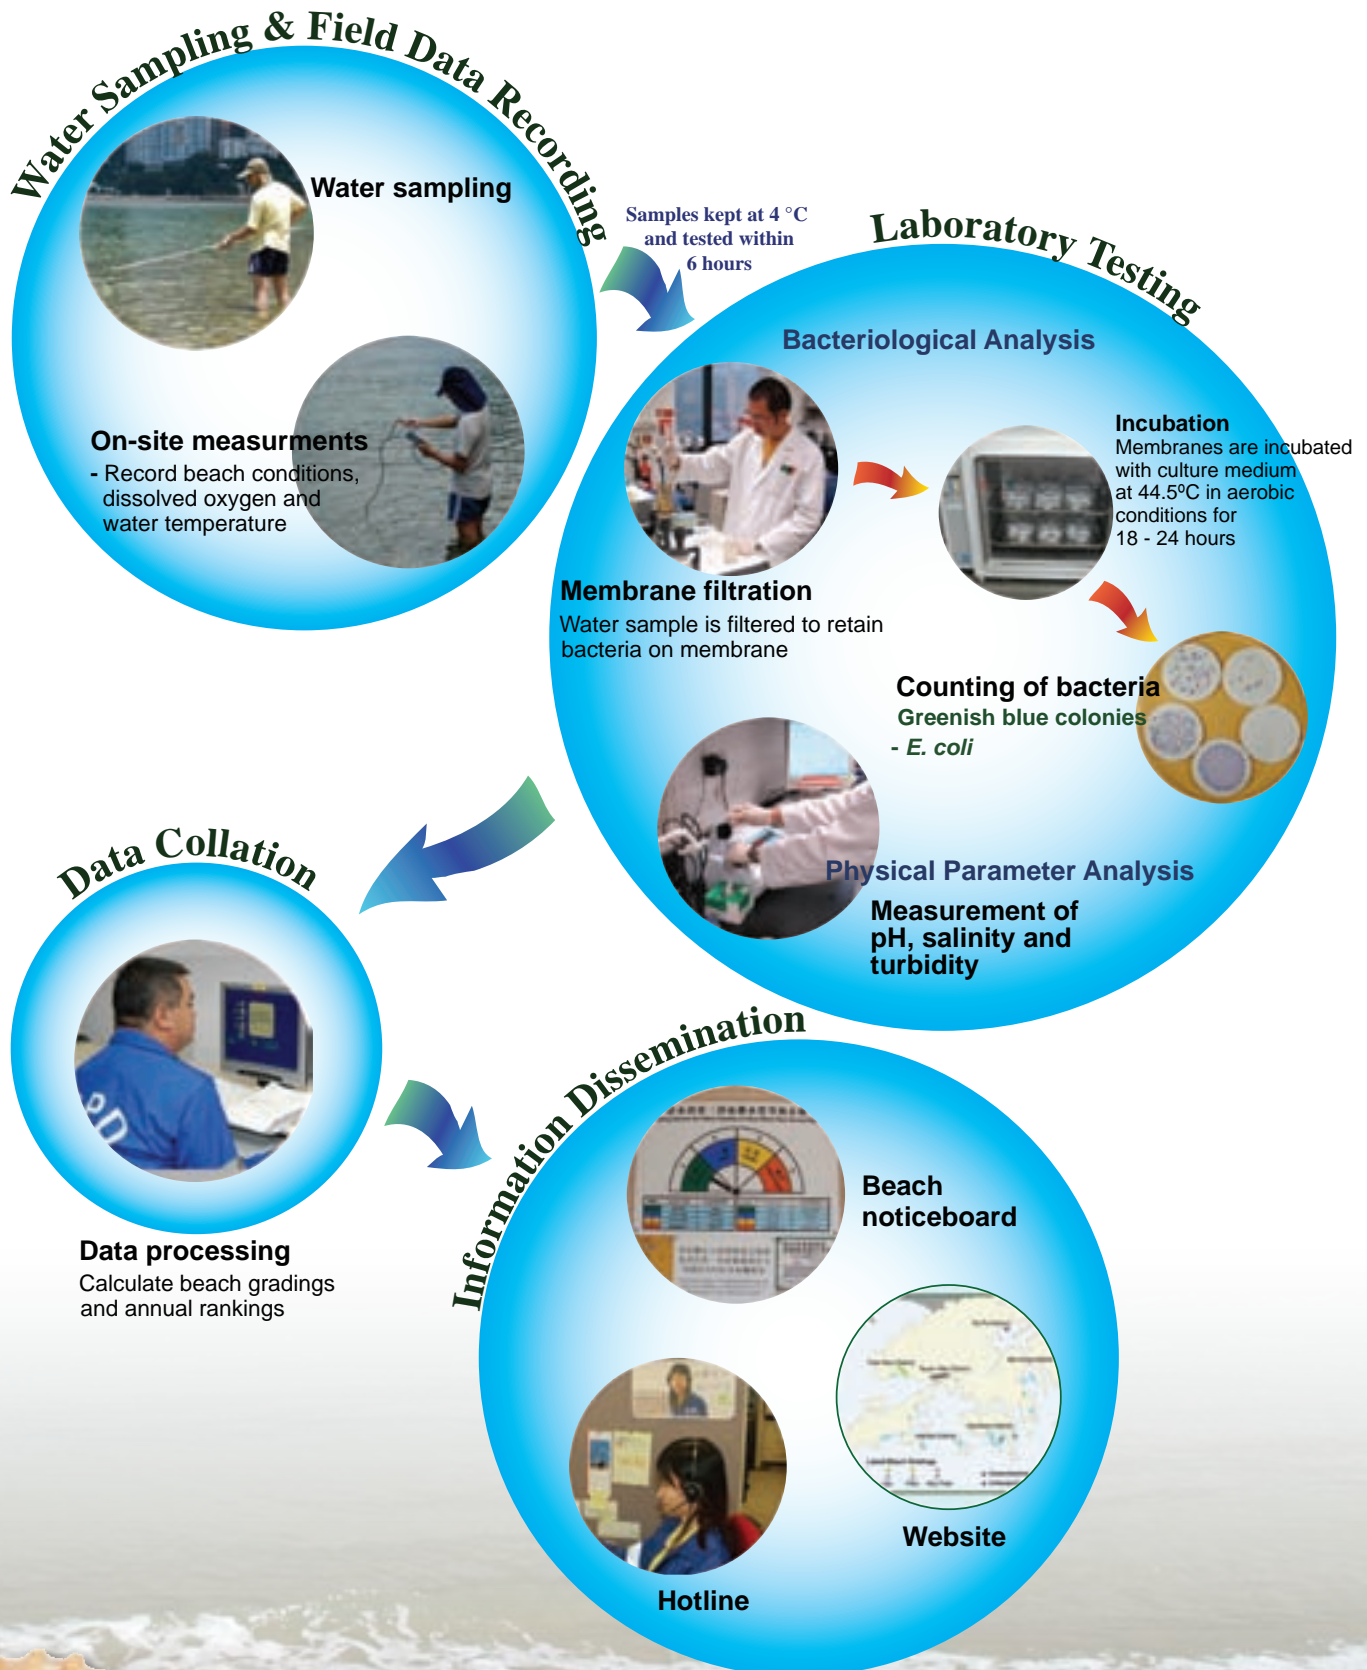 Water Sampling & Field Data Recording
Water sampling
On-site measurments
- Record beach conditions,
dissolved oxygen and
water temperature
Samples kept at 4 °C
and tested within
6 hours
Laboratory Testing
Bacteriological Analysis
Incubation
Membranes are incubated
with culture medium
at 44.5ºC in aerobic
conditions for
18 - 24 hours
Membrane filtration
Water sample is filtered to retain
bacteria on membrane
Counting of bacteria
Greenish blue colonies
- E. coli
Physical Parameter Analysis
Measurement of
pH, salinity and
turbidity
Data Collation
Data processing
Calculate beach gradings
and annual rankings
Information Dissemination
Beach
noticeboard
Website
Hotline